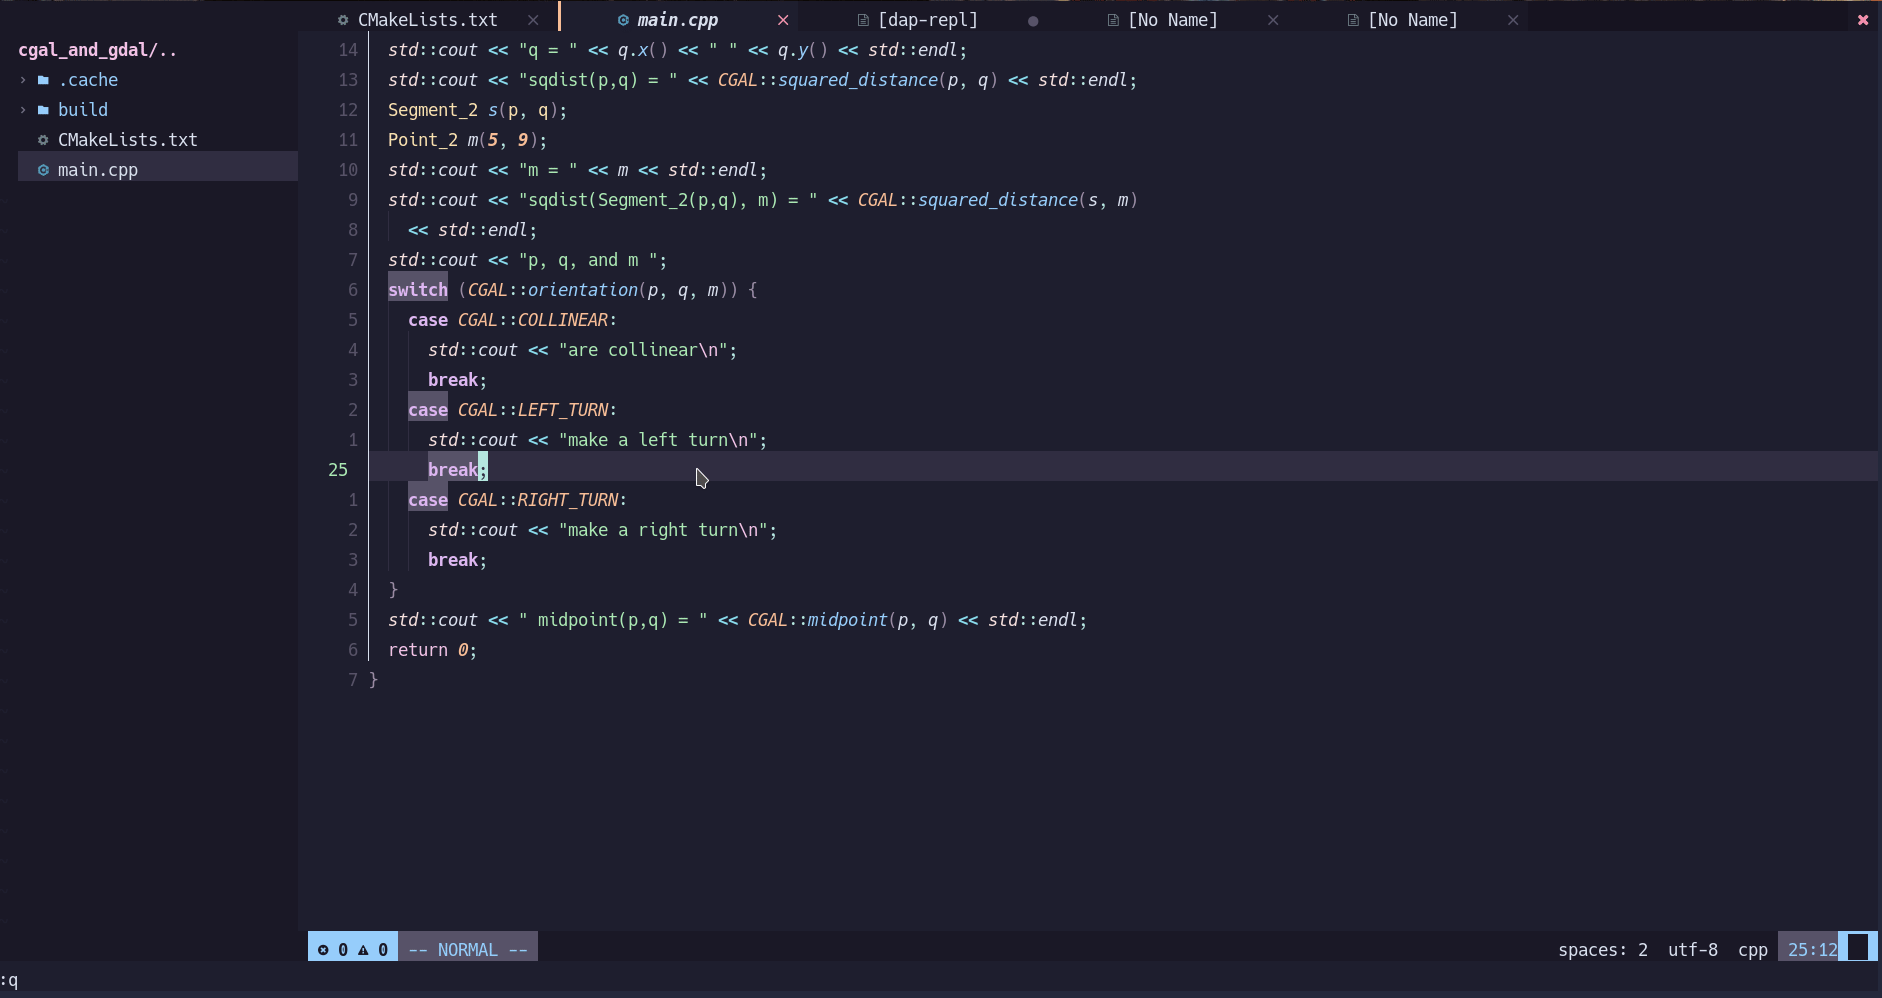 CMakeLists.txt × main.cpp × [dap-repl] ● [No Name] × [No Name] × ×
cgal_and_gdal/..
.cache
build
CMakeLists.txt
main.cpp
14 std::cout << "q = " << q.x() << " " << q.y() << std::endl;
13 std::cout << "sqdist(p,q) = " << CGAL::squared_distance(p, q) << std::endl;
12 Segment_2 s(p, q);
11 Point_2 m(5, 9);
10 std::cout << "m = " << m << std::endl;
9 std::cout << "sqdist(Segment_2(p,q), m) = " << CGAL::squared_distance(s, m)
8 << std::endl;
7 std::cout << "p, q, and m ";
6 switch (CGAL::orientation(p, q, m)) {
5 case CGAL::COLLINEAR:
4 std::cout << "are collinear\n";
3 break;
2 case CGAL::LEFT_TURN:
1 std::cout << "make a left turn\n";
25 break;
1 case CGAL::RIGHT_TURN:
2 std::cout << "make a right turn\n";
3 break;
4 }
5 std::cout << " midpoint(p,q) = " << CGAL::midpoint(p, q) << std::endl;
6 return 0;
7 }
0 0 -- NORMAL -- spaces: 2 utf-8 cpp 25:12
:q